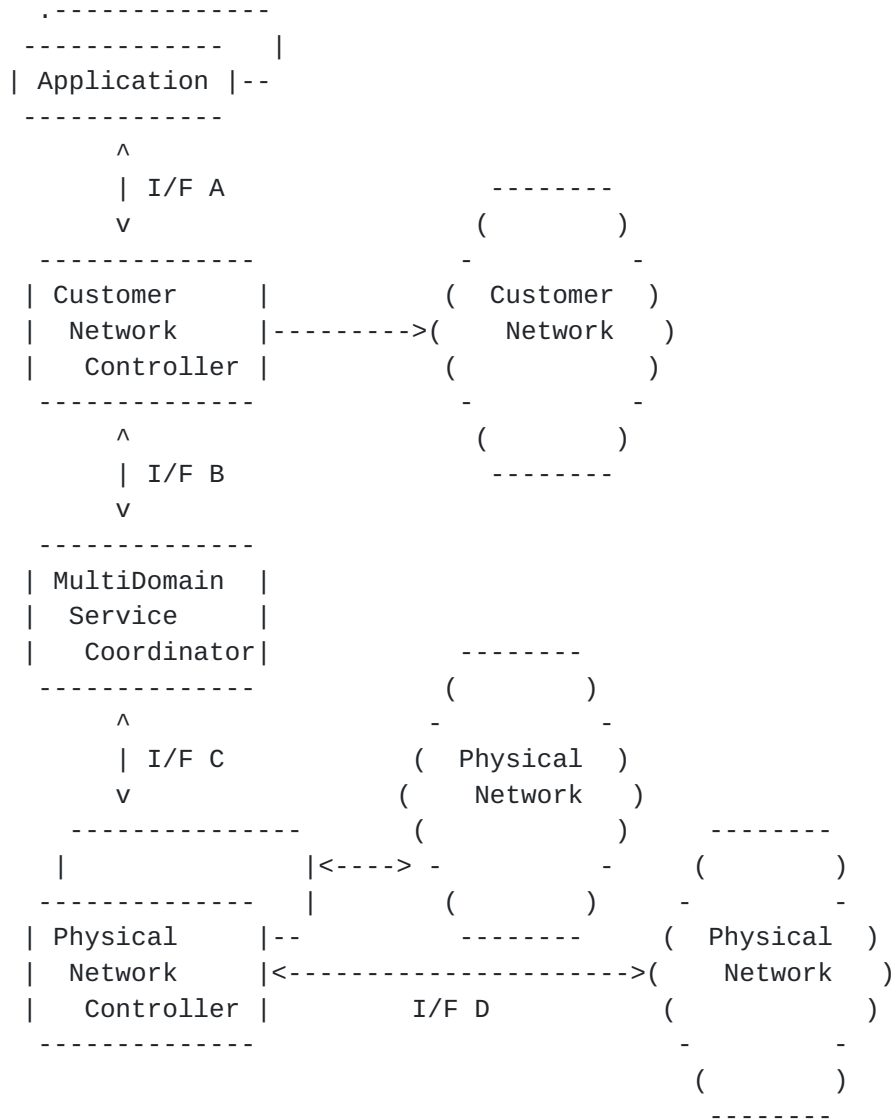 Application
I/F A
Customer
Network
Controller
Customer
Network
I/F B
MultiDomain
Service
Coordinator
I/F C
Physical
Network
Physical
Network
Controller
I/F D
Physical
Network